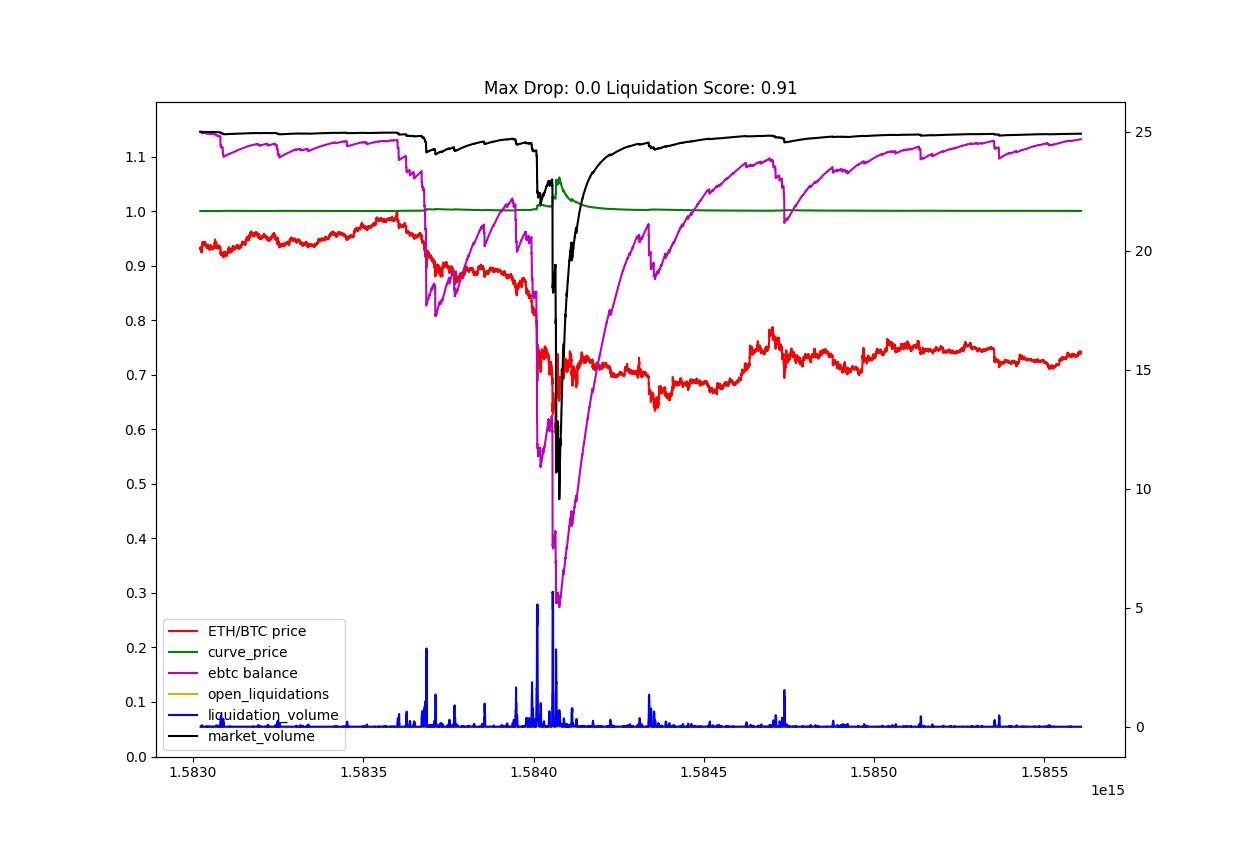 Max Drop: 0.0 Liquidation Score: 0.91
1.1
1.0
0.9
0.8
0.7
0.6
0.5
0.4
0.3
0.2
0.1
0.0
25
20
15
10
5
0
ETH/BTC price
curve_price
ebtc balance
open_liquidations
liquidation_volume
market_volume
1.5830 1.5835 1.5840 1.5845 1.5850 1.5855
1e15